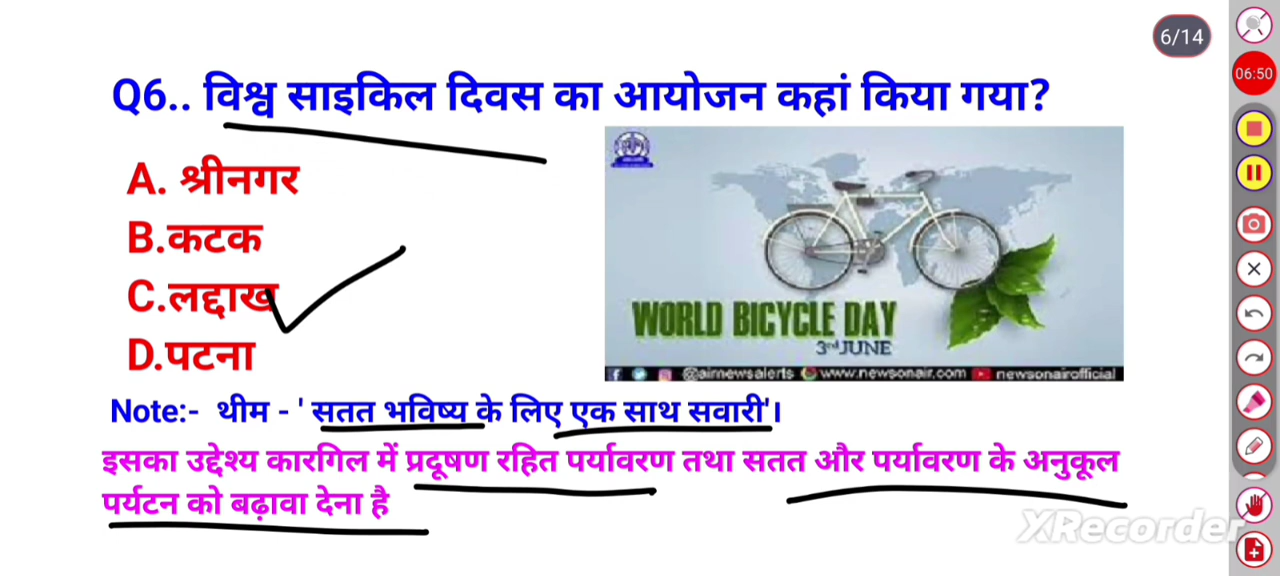 6/14
Q6.. विश्व साइकिल दिवस का आयोजन कहां किया गया?
06:50
A. श्रीनगर
B.कटक
C.लद्दाख
D.पटना
WORLD BICYCLE DAY
3rd JUNE
@airnewsalerts www.newsonair.com newsonairofficial
Note:- थीम - ' सतत भविष्य के लिए एक साथ सवारी'।
इसका उद्देश्य कारगिल में प्रदूषण रहित पर्यावरण तथा सतत और पर्यावरण के अनुकूल
पर्यटन को बढ़ावा देना है
XRecorder